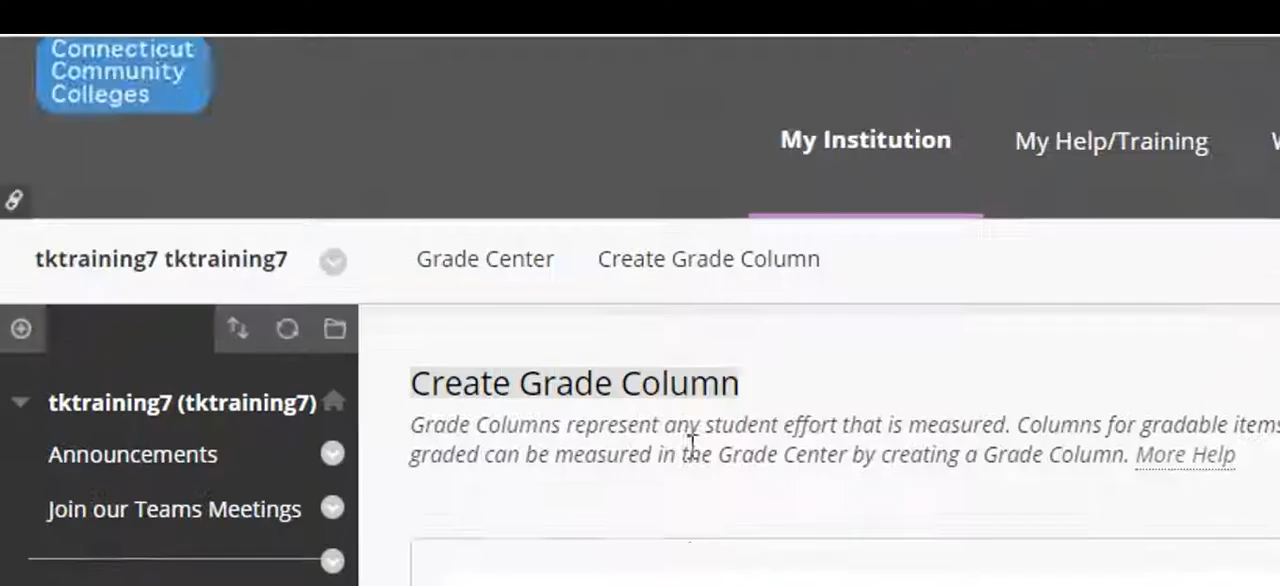 Connecticut
Community
Colleges
My Institution
My Help/Training
tktraining7 tktraining7
Grade Center
Create Grade Column
tktraining7 (tktraining7)
Announcements
Join our Teams Meetings
Create Grade Column
Grade Columns represent any student effort that is measured. Columns for gradable items
graded can be measured in the Grade Center by creating a Grade Column. More Help